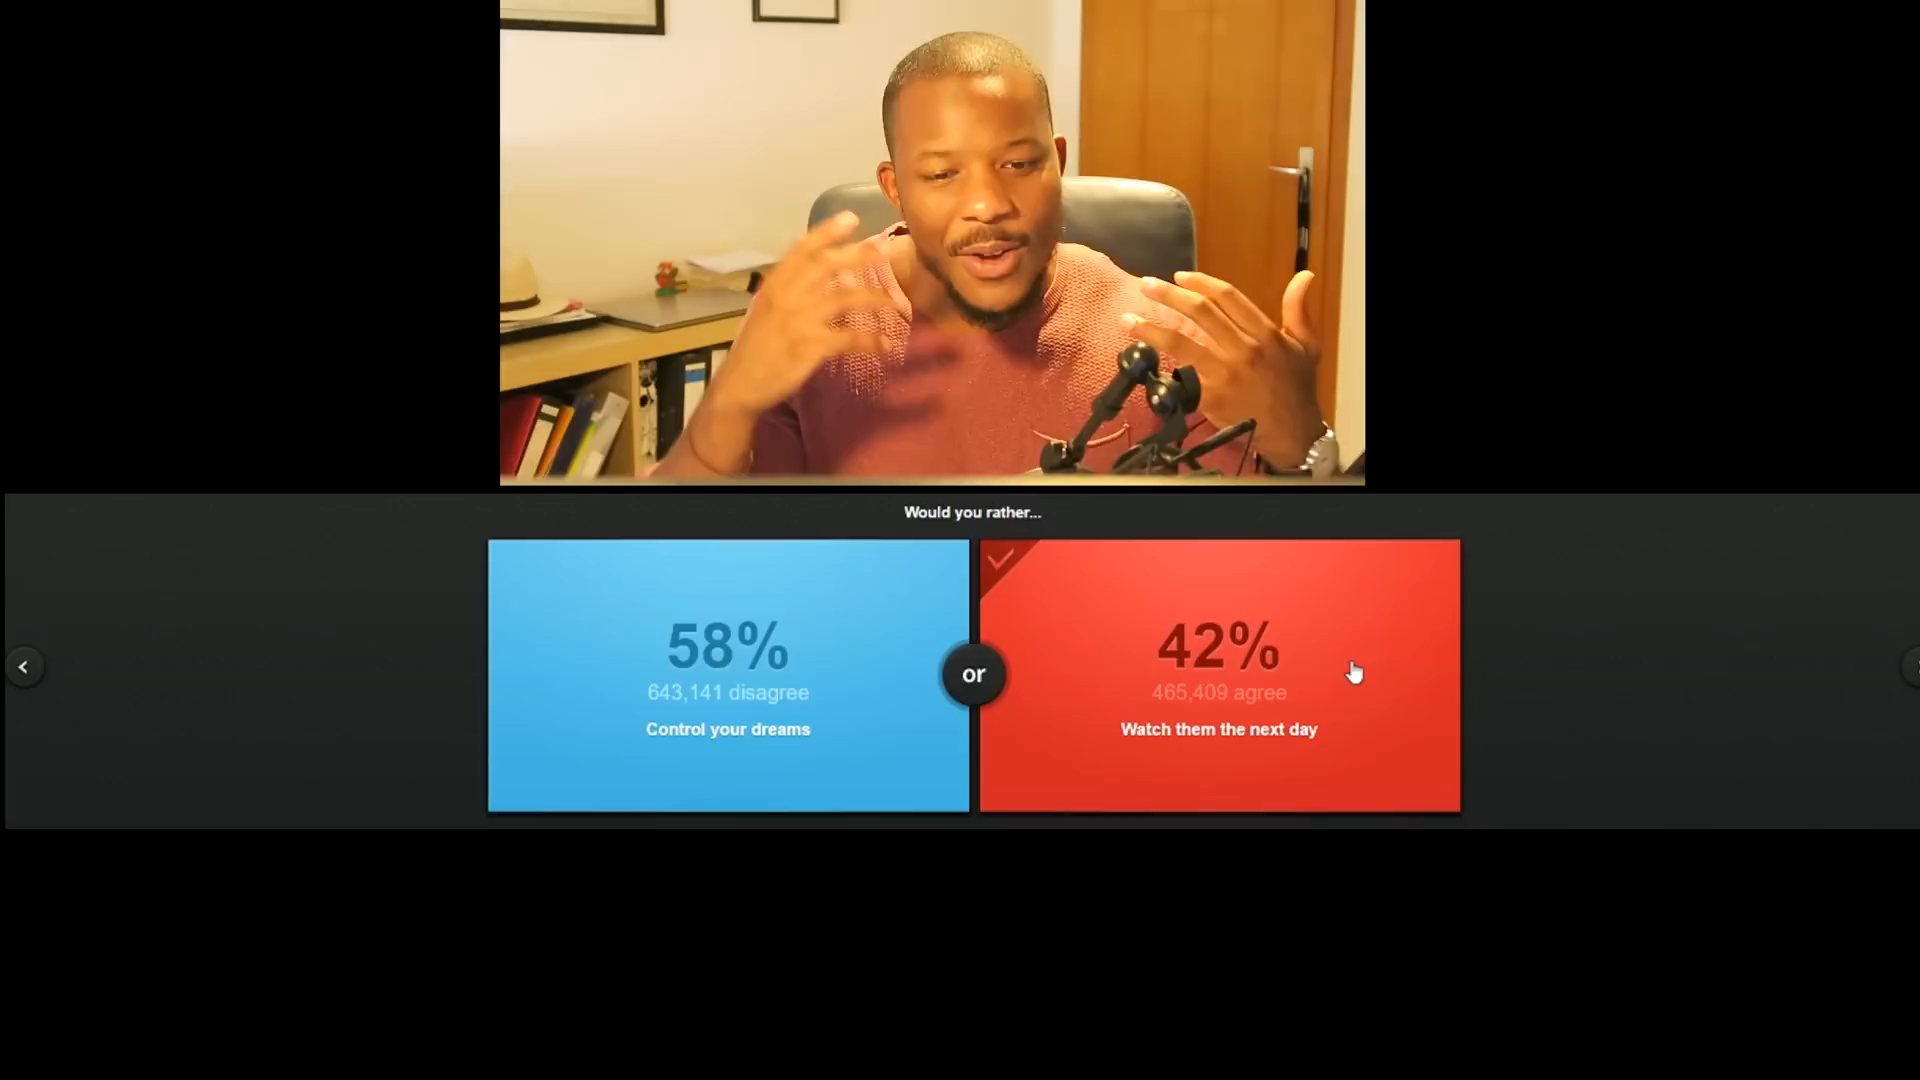 Would you rather...
58%
643,141 disagree
Control your dreams
or
42%
465,409 agree
Watch them the next day